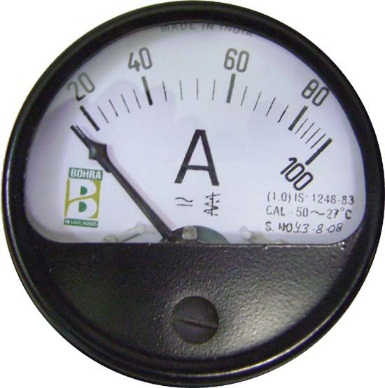 MADE IN INDIA
20 40 60 80 100
A
BOHRA
B
(1.0) IS-1248-83
CAL-50~27°C
S. NO 43-8-08